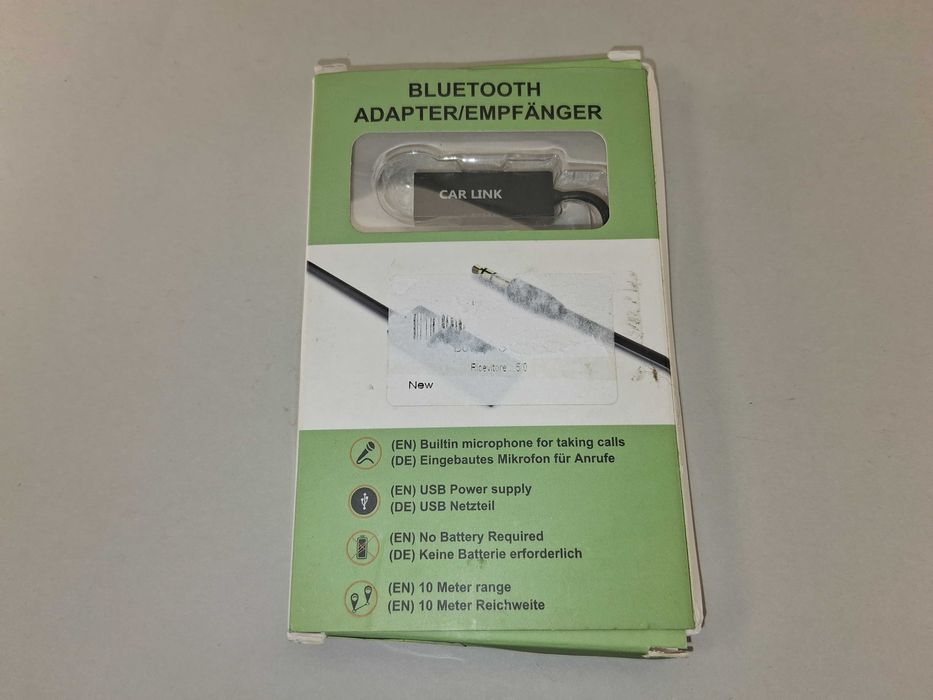 BLUETOOTH
ADAPTER/EMPFÄNGER
CAR LINK
5.0
New
(EN) Builtin microphone for taking calls
(DE) Eingebautes Mikrofon für Anrufe
(EN) USB Power supply
(DE) USB Netzteil
(EN) No Battery Required
(DE) Keine Batterie erforderlich
(EN) 10 Meter range
(EN) 10 Meter Reichweite